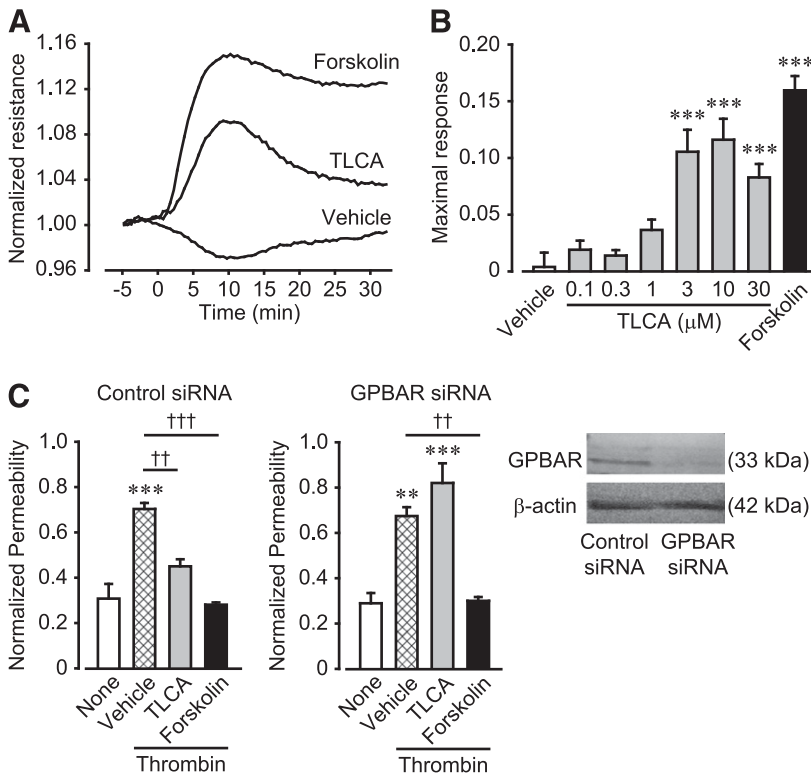 A
Normalized resistance
1.16
1.12
1.08
1.04
1.00
0.96
Forskolin
TLCA
Vehicle
-5 0 5 10 15 20 25 30
Time (min)
B
Maximal response
0.20
0.15
0.10
0.05
0
***
***
***
***
Vehicle
0.1 0.3 1 3 10 30
TLCA (μM)
Forskolin
C
Control siRNA
Normalized Permeability
1.0
0.8
0.6
0.4
0.2
0
†††
††
***
None
Vehicle
TLCA
Forskolin
Thrombin
GPBAR siRNA
Normalized Permeability
1.0
0.8
0.6
0.4
0.2
0
††
**
***
None
Vehicle
TLCA
Forskolin
Thrombin
GPBAR (33 kDa)
β-actin (42 kDa)
Control siRNA
GPBAR siRNA